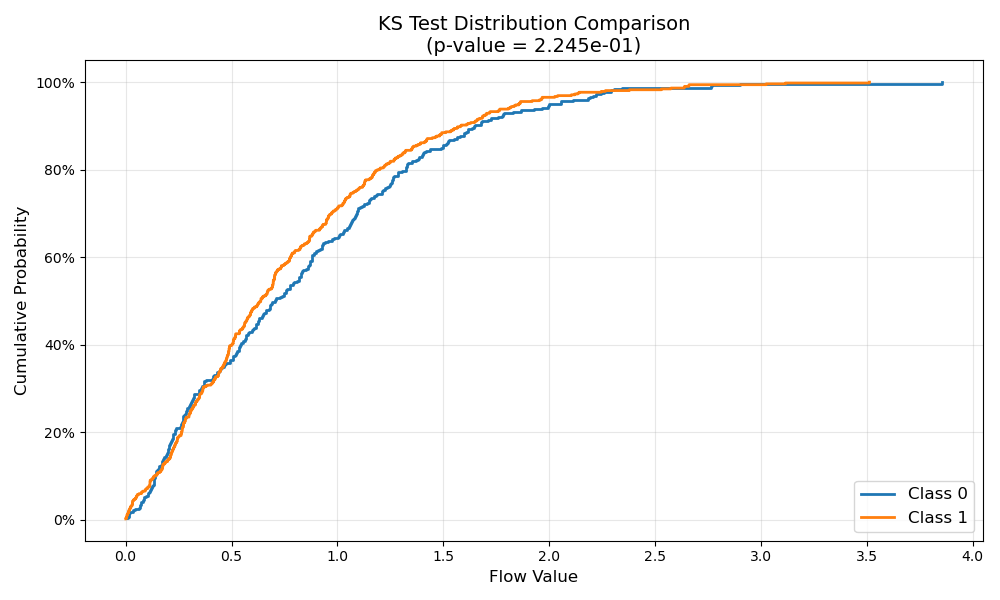 KS Test Distribution Comparison
(p-value = 2.245e-01)
Cumulative Probability
100%
80%
60%
40%
20%
0%
Class 0
Class 1
0.0 0.5 1.0 1.5 2.0 2.5 3.0 3.5 4.0
Flow Value